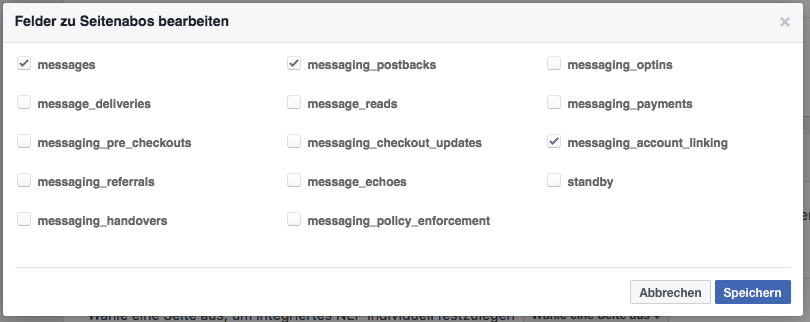 Felder zu Seitenabos bearbeiten ×
messages messaging_postbacks messaging_optins
message_deliveries message_reads messaging_payments
messaging_pre_checkouts messaging_checkout_updates messaging_account_linking
messaging_referrals message_echoes standby
messaging_handovers messaging_policy_enforcement
Abbrechen Speichern
Wähle eine Seite aus, um integriertes NLP individuell festzulegen Wähle eine Seite aus